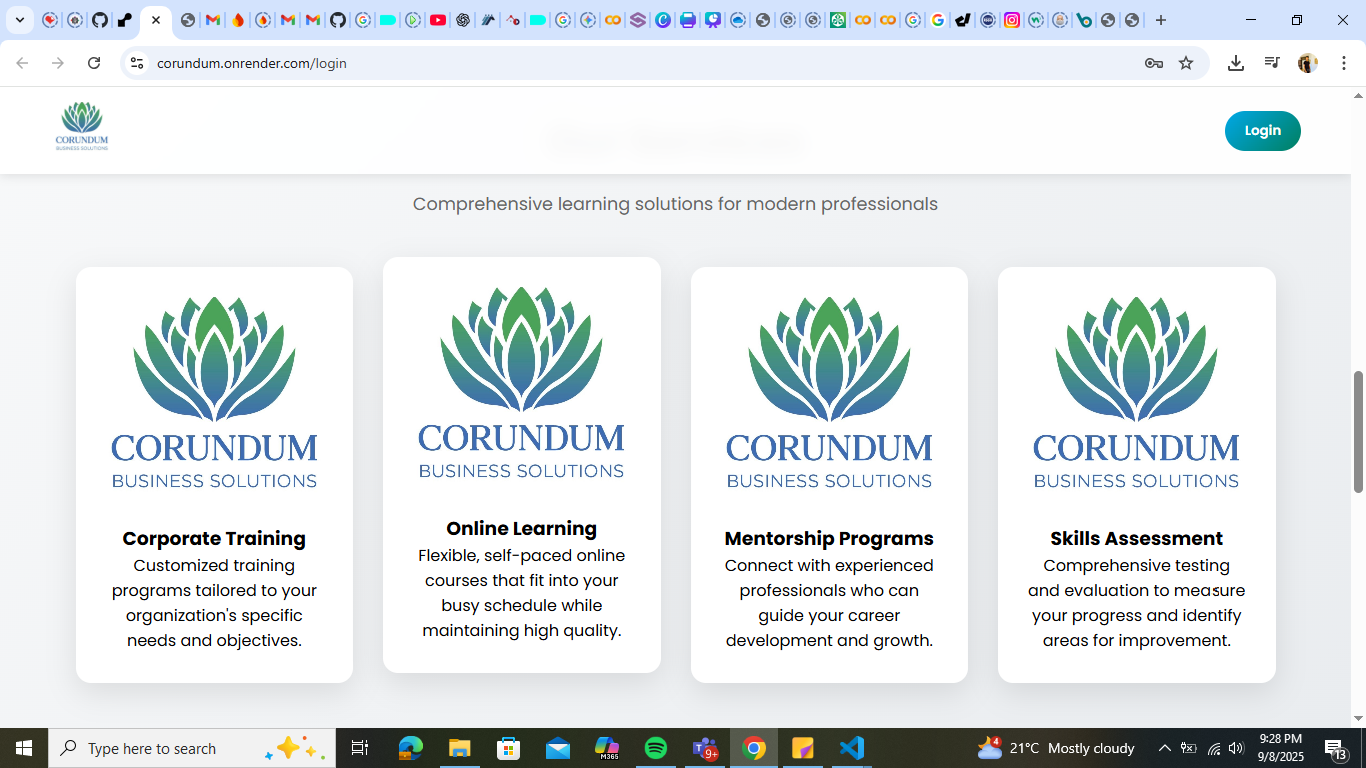 corundum.onrender.com/login
CORUNDUM
BUSINESS SOLUTIONS
Login
Comprehensive learning solutions for modern professionals
CORUNDUM
BUSINESS SOLUTIONS
Corporate Training
Customized training
programs tailored to your
organization's specific
needs and objectives.
CORUNDUM
BUSINESS SOLUTIONS
Online Learning
Flexible, self-paced online
courses that fit into your
busy schedule while
maintaining high quality.
CORUNDUM
BUSINESS SOLUTIONS
Mentorship Programs
Connect with experienced
professionals who can
guide your career
development and growth.
CORUNDUM
BUSINESS SOLUTIONS
Skills Assessment
Comprehensive testing
and evaluation to measure
your progress and identify
areas for improvement.
Type here to search
M365
9+
4
21°C Mostly cloudy
9:28 PM
9/8/2025
13